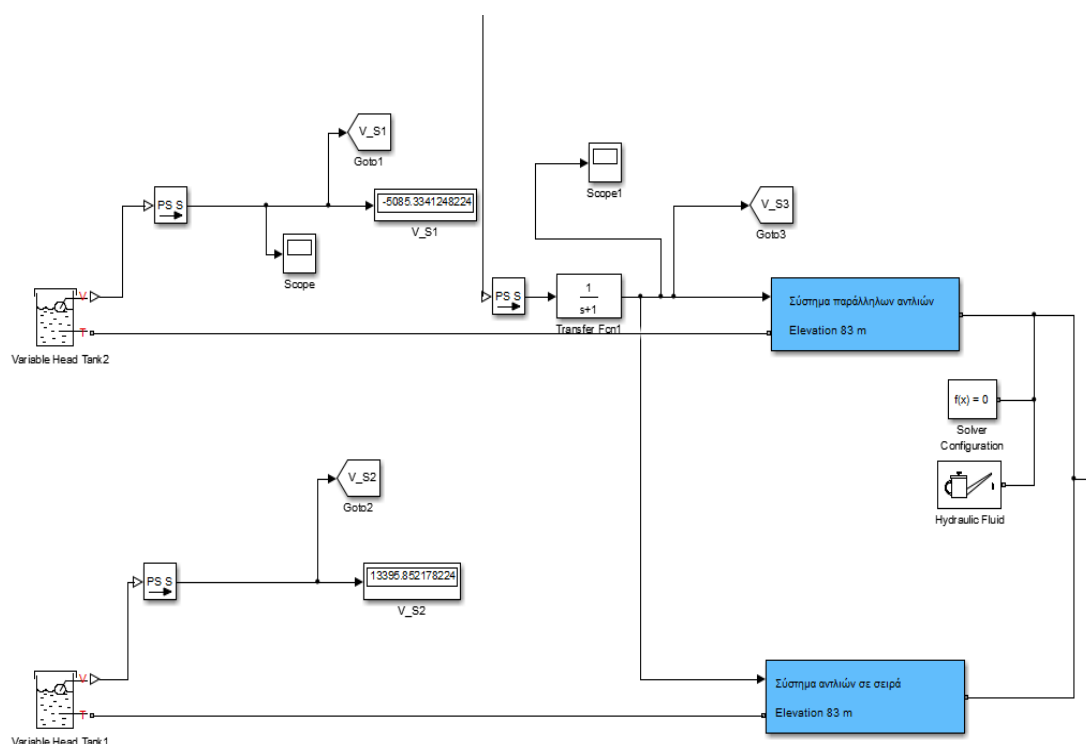 V_S1
Goto1
PS S
-5085.3341248224
V_S1
Scope
Scope1
V_S3
Goto3
PS S
1
s+1
Transfer Fcn1
V
T
Variable Head Tank2
Σύστημα παράλληλων αντλιών
Elevation 83 m
f(x) = 0
Solver
Configuration
Hydraulic Fluid
V_S2
Goto2
PS S
13395.852178224
V_S2
V
T
Variable Head Tank1
Σύστημα αντλιών σε σειρά
Elevation 83 m